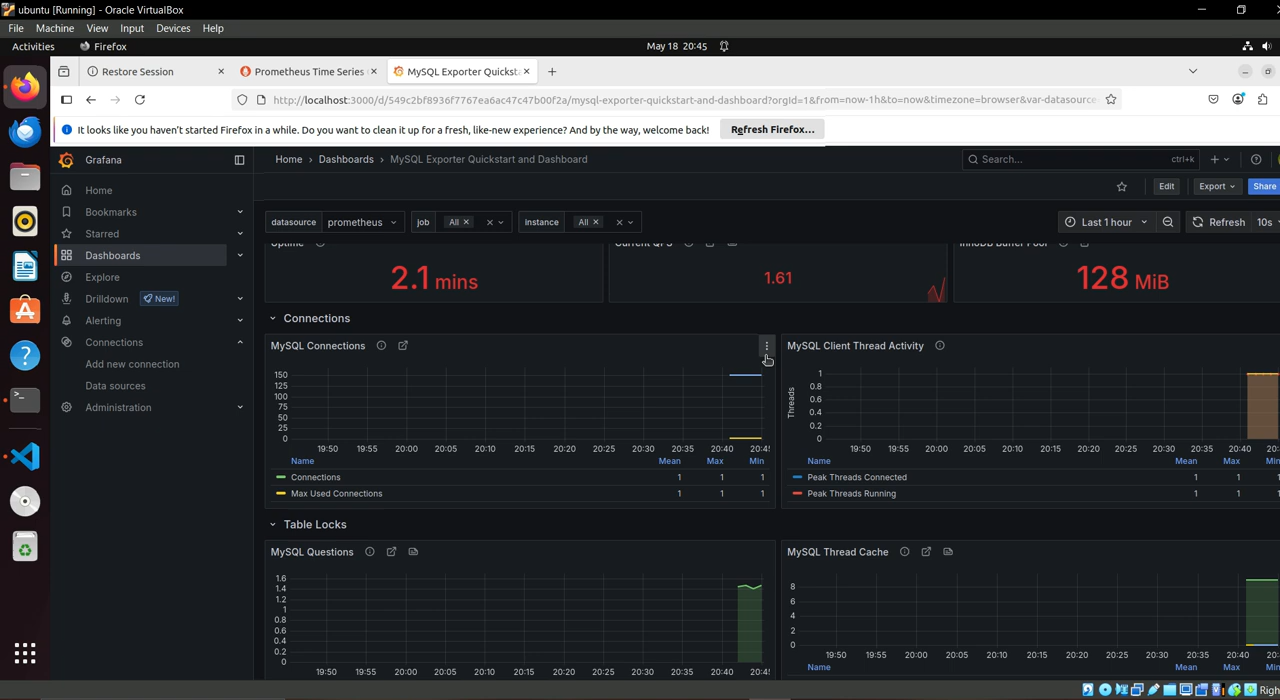 ubuntu [Running] - Oracle VirtualBox
File Machine View Input Devices Help
Activities Firefox May 18 20:45
Restore Session Prometheus Time Series MySQL Exporter Quickst
http://localhost:3000/d/549c2bf8936f7767ea6ac47c47b00f2a/mysql-exporter-quickstart-and-dashboard?orgId=1&from=now-1h&to=now&timezone=browser&var-datasource
It looks like you haven't started Firefox in a while. Do you want to clean it up for a fresh, like-new experience? And by the way, welcome back! Refresh Firefox...
Grafana Home › Dashboards › MySQL Exporter Quickstart and Dashboard Search... ctrl+k
Edit Export Share
Home
Bookmarks
Starred
Dashboards
Explore
Drilldown New!
Alerting
Connections
Add new connection
Data sources
Administration
datasource prometheus job All Instance All Last 1 hour Refresh 10s
Uptime Current QPS InnoDB Buffer Pool
2.1 mins 1.61 128 MiB
Connections
MySQL Connections
150
125
100
75
50
25
0
19:50 19:55 20:00 20:05 20:10 20:15 20:20 20:25 20:30 20:35 20:40 20:4
Name Mean Max Min
Connections 1 1 1
Max Used Connections 1 1 1
MySQL Client Thread Activity
Threads
1
0.8
0.6
0.4
0.2
0
19:50 19:55 20:00 20:05 20:10 20:15 20:20 20:25 20:30 20:35 20:40 20:
Name Mean Max Min
Peak Threads Connected 1 1 1
Peak Threads Running 1 1 1
Table Locks
MySQL Questions
1.6
1.4
1.2
1
0.8
0.6
0.4
0.2
0
19:50 19:55 20:00 20:05 20:10 20:15 20:20 20:25 20:30 20:35 20:40 20:4
MySQL Thread Cache
8
6
4
2
0
19:50 19:55 20:00 20:05 20:10 20:15 20:20 20:25 20:30 20:35 20:40 20:
Name Mean Max Min
Righ